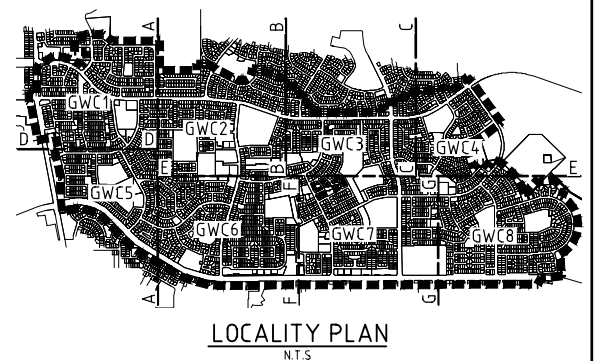 A
B
C
GWC1
GWC2
GWC3
GWC4
D
D
E
B
C
E
F
G
GWC5
GWC6
GWC7
GWC8
A
F
G
LOCALITY PLAN
N.T.S